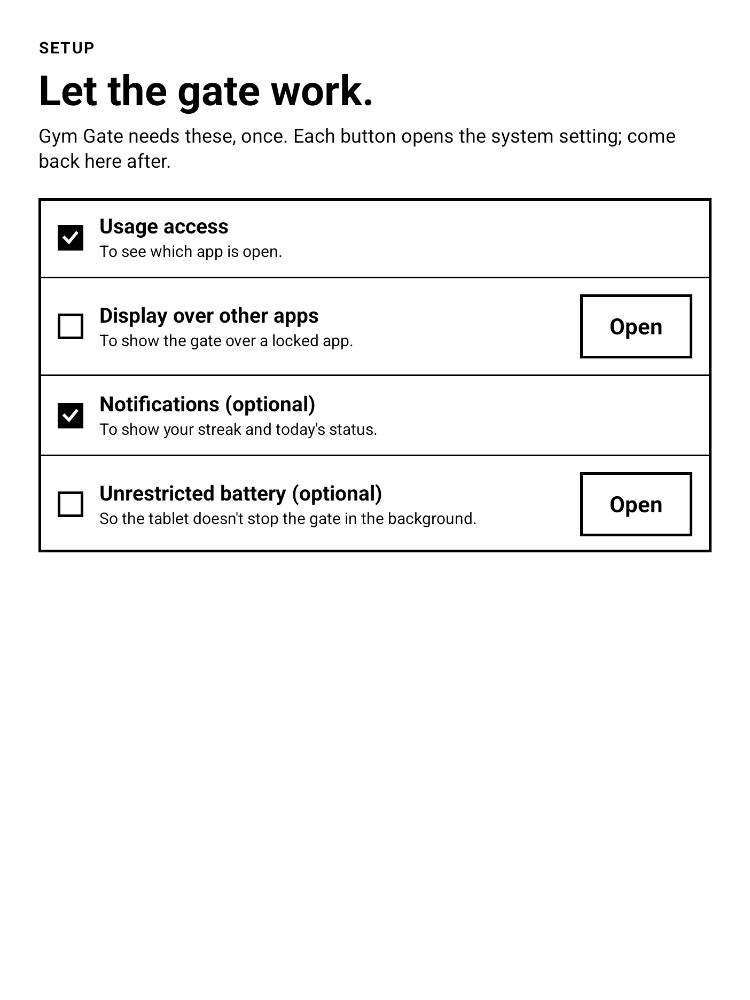 SETUP
Let the gate work.
Gym Gate needs these, once. Each button opens the system setting; come
back here after.
Usage access
To see which app is open.
Display over other apps
To show the gate over a locked app.
Open
Notifications (optional)
To show your streak and today's status.
Unrestricted battery (optional)
So the tablet doesn't stop the gate in the background.
Open